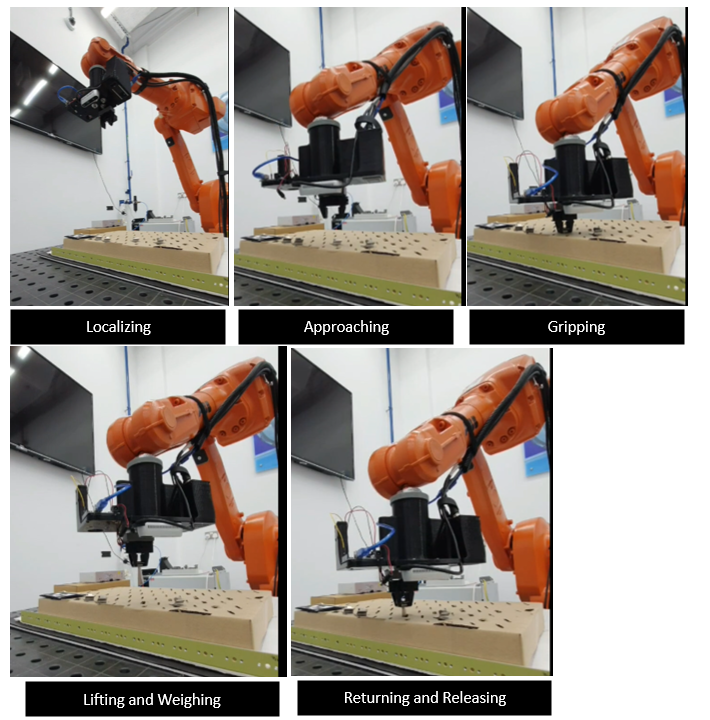 Localizing
Approaching
Gripping
Lifting and Weighing
Returning and Releasing